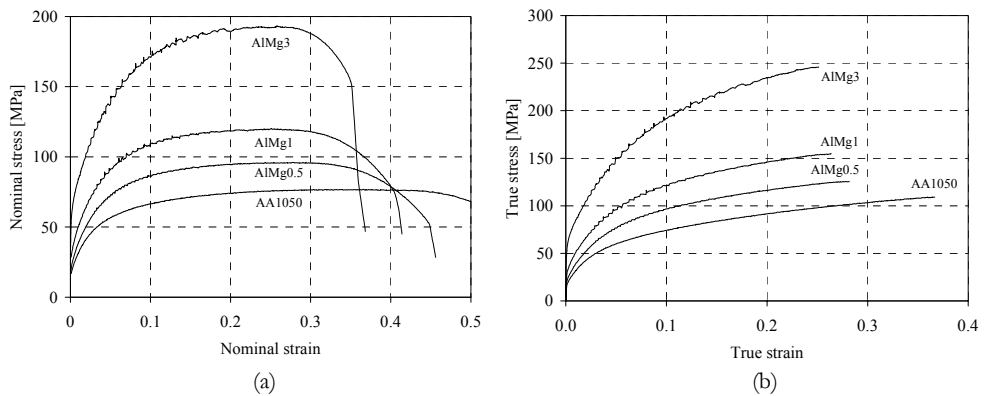 200
150
100
50
0
0
0.1
0.2
0.3
0.4
0.5
Nominal stress [MPa]
Nominal strain
AlMg3
AlMg1
AlMg0.5
AA1050
(a)
300
250
200
150
100
50
0
0.0
0.1
0.2
0.3
0.4
True stress [MPa]
True strain
AlMg3
AlMg1
AlMg0.5
AA1050
(b)